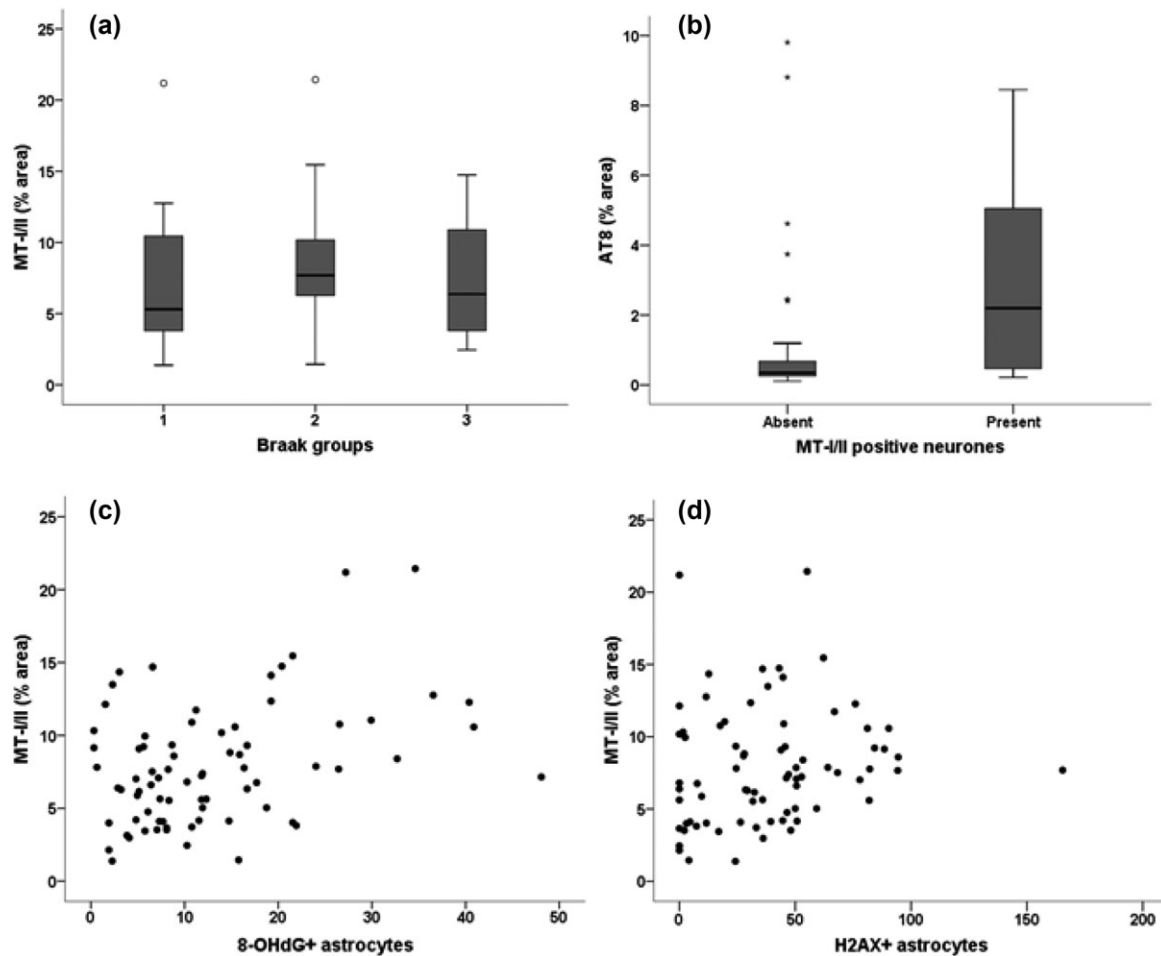 (a)
25
20
15
10
5
0
MT-I/II (% area)
1 2 3
Braak groups
(b)
10
8
6
4
2
0
AT8 (% area)
Absent Present
MT-I/II positive neurones
(c)
25
20
15
10
5
0
MT-I/II (% area)
0 10 20 30 40 50
8-OHdG+ astrocytes
(d)
25
20
15
10
5
0
MT-I/II (% area)
0 50 100 150 200
H2AX+ astrocytes